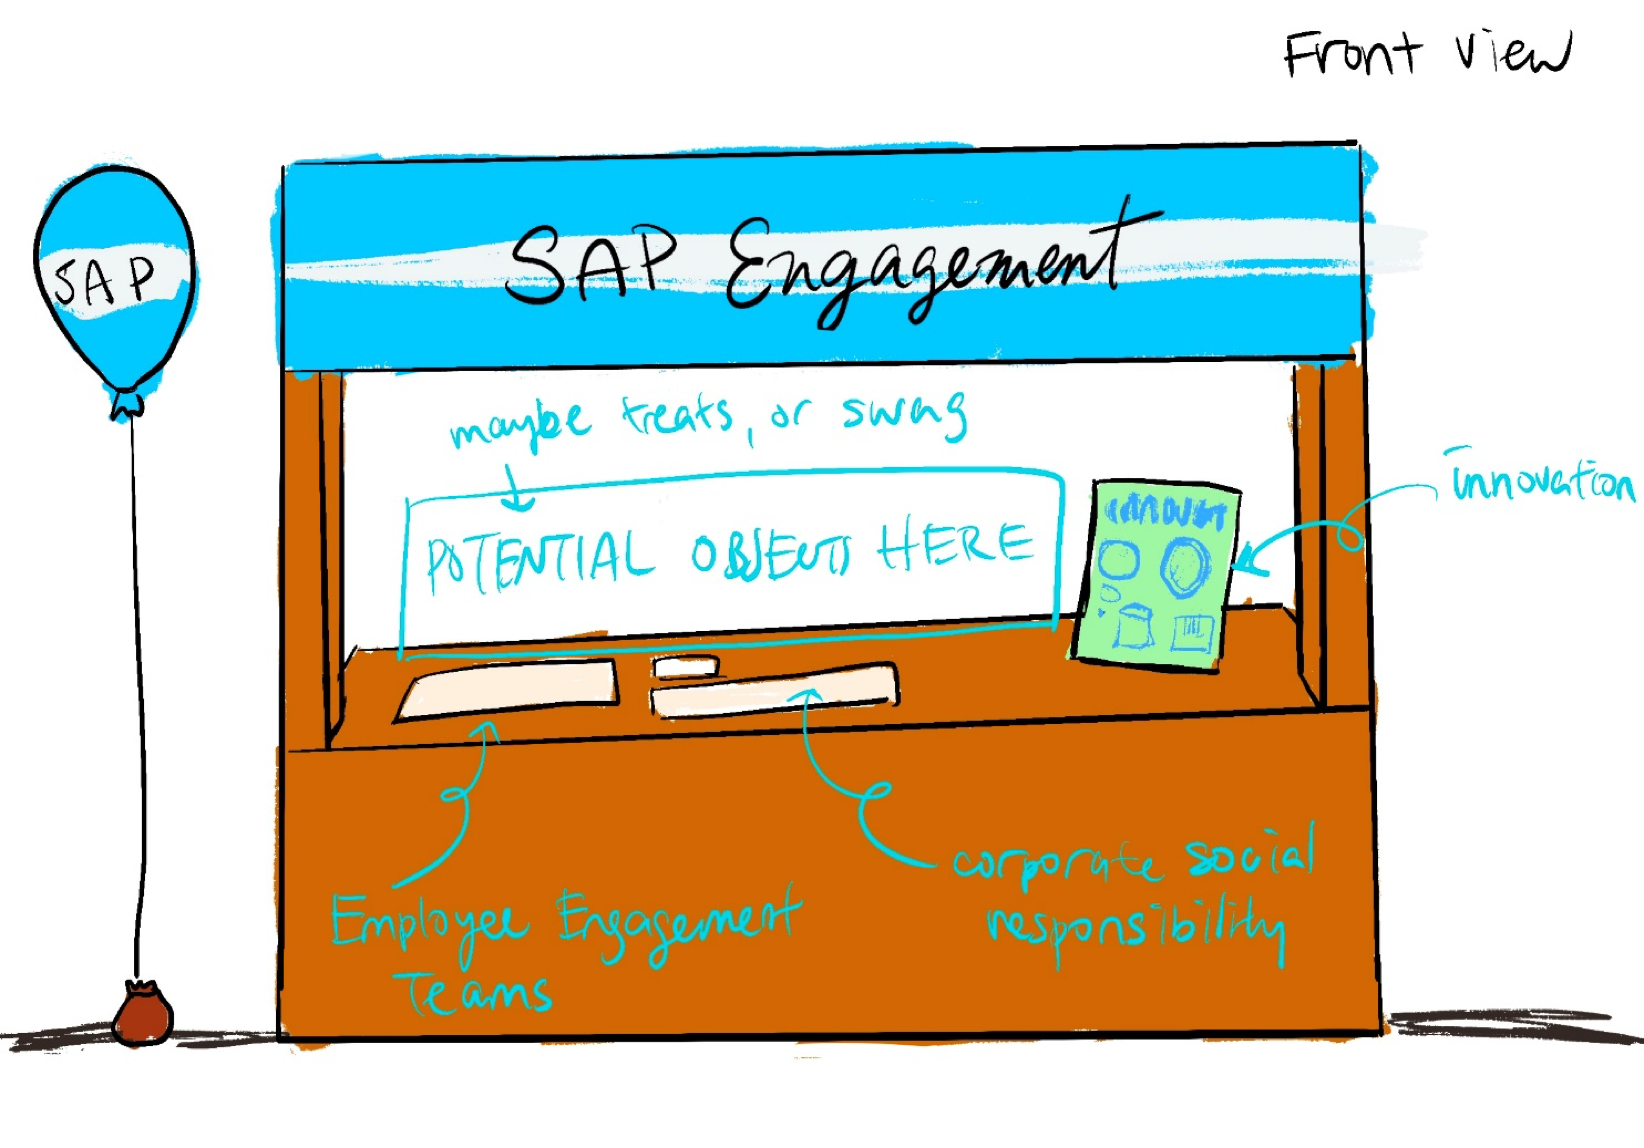 Front view
SAP
SAP Engagement
maybe treats, or swag
POTENTIAL OBJECTS HERE
innovation
Employee Engagement
Teams
corporate social
responsibility